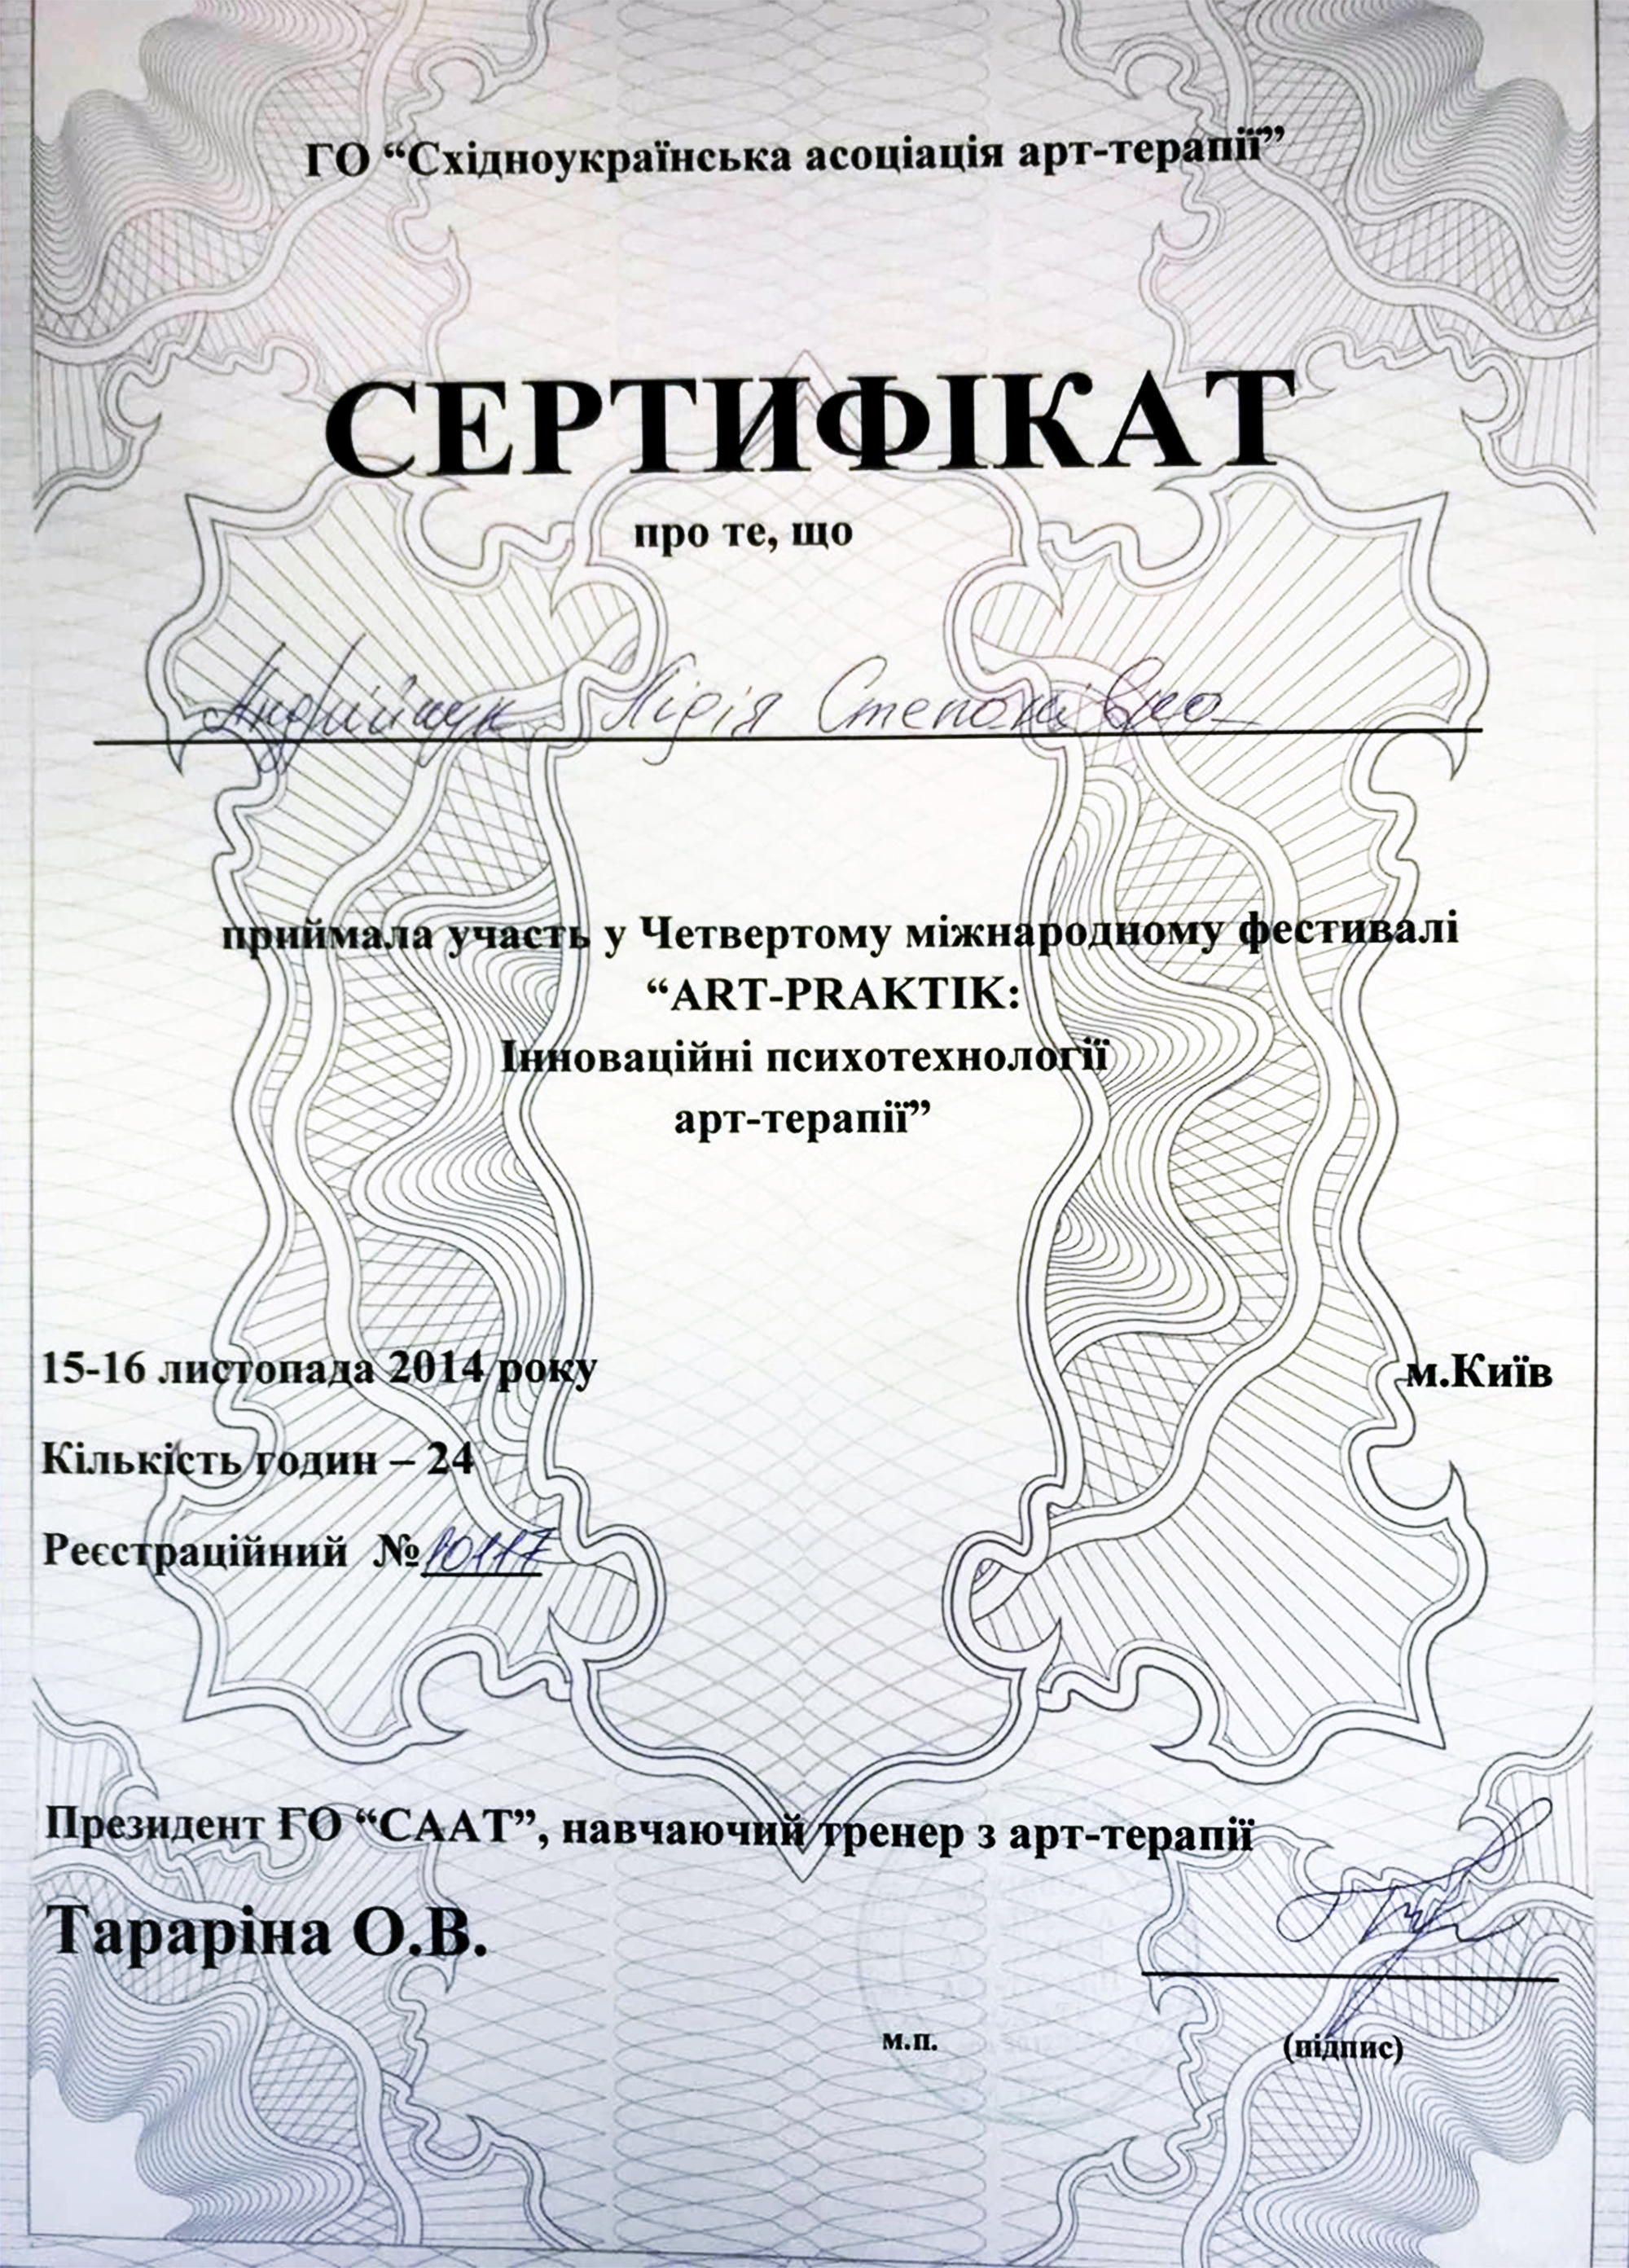 ГО “Східноукраїнська асоціація арт-терапії”
СЕРТИФІКАТ
про те, що
Андрійчук Лідія Степанівна
приймала участь у Четвертому міжнародному фестивалі
“ART-PRAKTIK:
Інноваційні психотехнології
арт-терапії”
15-16 листопада 2014 року м.Київ
Кількість годин – 24
Реєстраційний №10117
Президент ГО “СААТ”, навчаючий тренер з арт-терапії
Тараріна О.В.
м.п. (підпис)